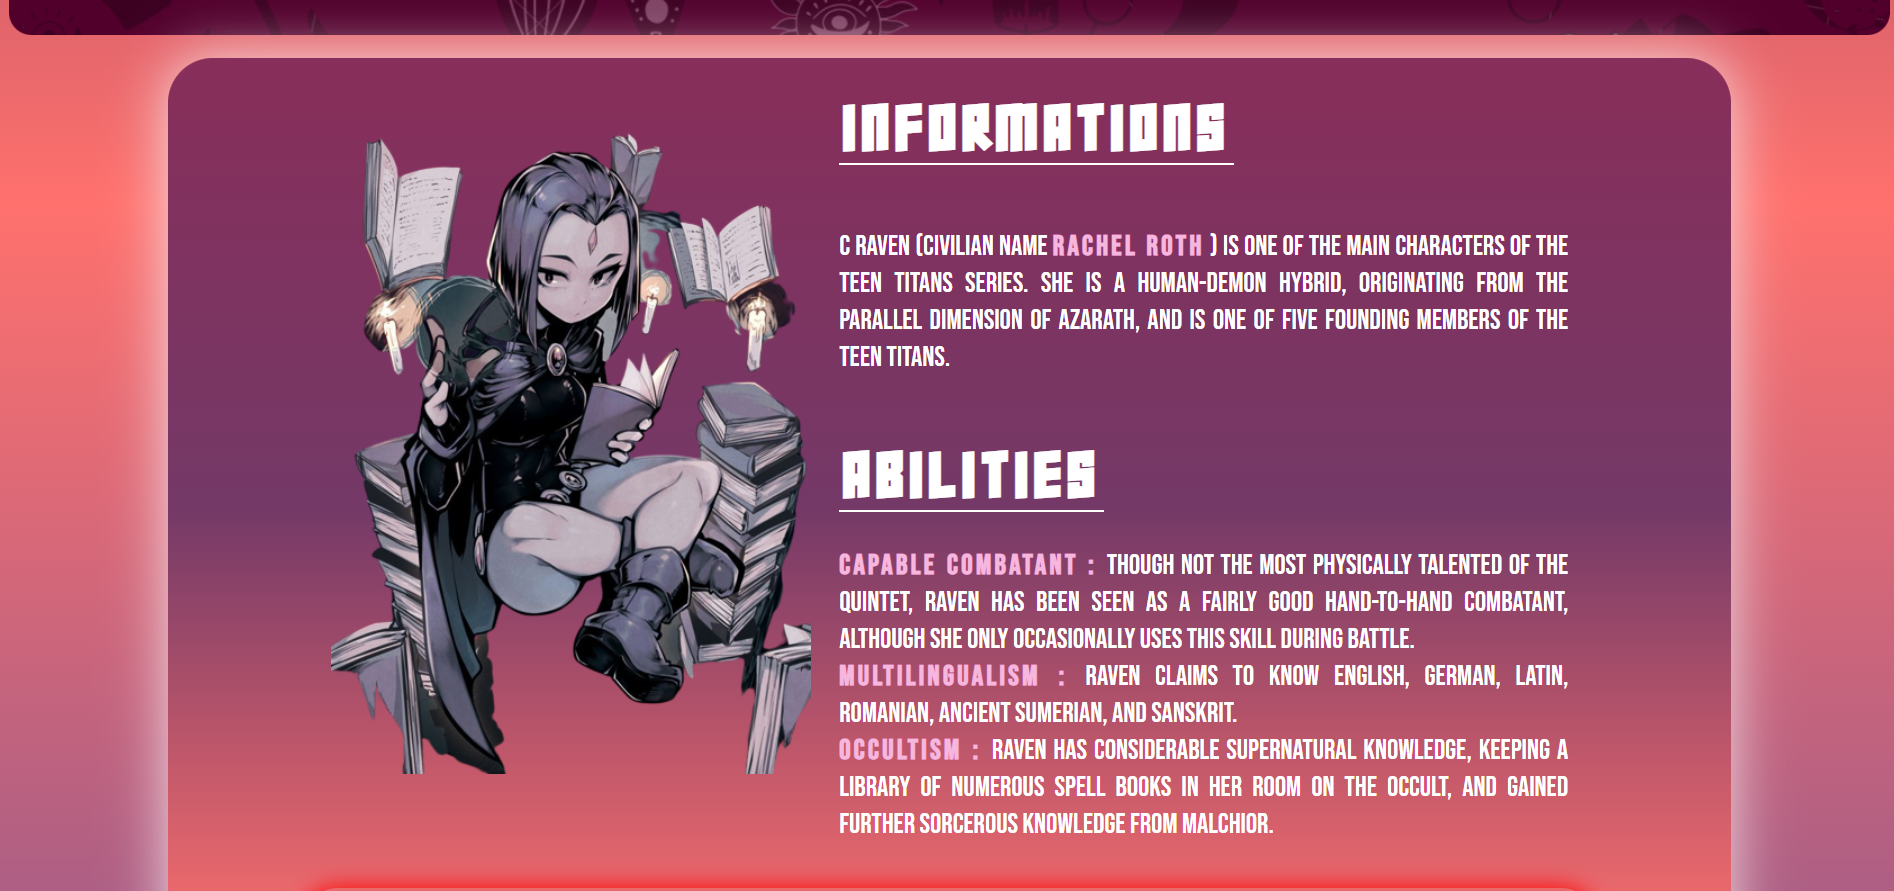 INFORMATIONS
C RAVEN (CIVILIAN NAME RACHEL ROTH ) IS ONE OF THE MAIN CHARACTERS OF THE
TEEN TITANS SERIES. SHE IS A HUMAN-DEMON HYBRID, ORIGINATING FROM THE
PARALLEL DIMENSION OF AZARATH, AND IS ONE OF FIVE FOUNDING MEMBERS OF THE
TEEN TITANS.
ABILITIES
CAPABLE COMBATANT : THOUGH NOT THE MOST PHYSICALLY TALENTED OF THE
QUINTET, RAVEN HAS BEEN SEEN AS A FAIRLY GOOD HAND-TO-HAND COMBATANT,
ALTHOUGH SHE ONLY OCCASIONALLY USES THIS SKILL DURING BATTLE.
MULTILINGUALISM : RAVEN CLAIMS TO KNOW ENGLISH, GERMAN, LATIN,
ROMANIAN, ANCIENT SUMERIAN, AND SANSKRIT.
OCCULTISM : RAVEN HAS CONSIDERABLE SUPERNATURAL KNOWLEDGE, KEEPING A
LIBRARY OF NUMEROUS SPELL BOOKS IN HER ROOM ON THE OCCULT, AND GAINED
FURTHER SORCEROUS KNOWLEDGE FROM MALCHIOR.